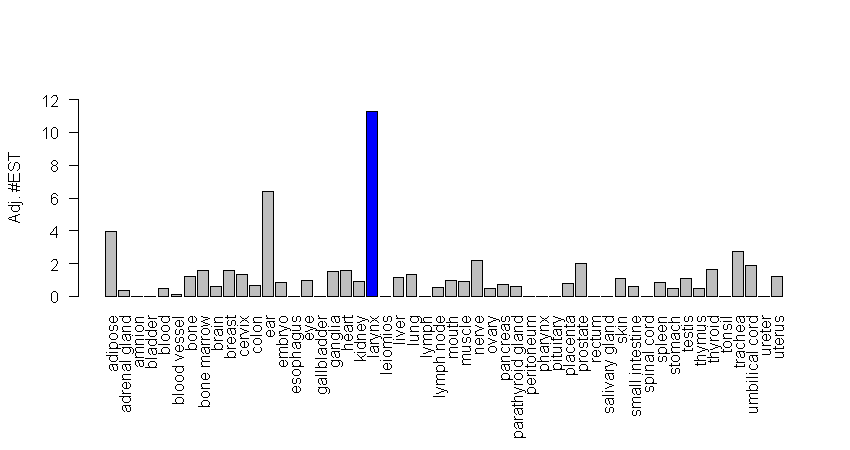 Adj. #EST
12
10
8
6
4
2
0
adipose
adrenal gland
amnion
bladder
blood
blood vessel
bone
bone marrow
brain
breast
cervix
colon
ear
embryo
esophagus
eye
gallbladder
ganglia
heart
kidney
larynx
leiomios
liver
lung
lymph
lymph node
mouth
muscle
nerve
ovary
pancreas
parathyroid gland
peritoneum
pharynx
pituitary
placenta
prostate
rectum
salivary gland
skin
small intestine
spinal cord
spleen
stomach
testis
thymus
thyroid
tonsil
trachea
umbilical cord
ureter
uterus